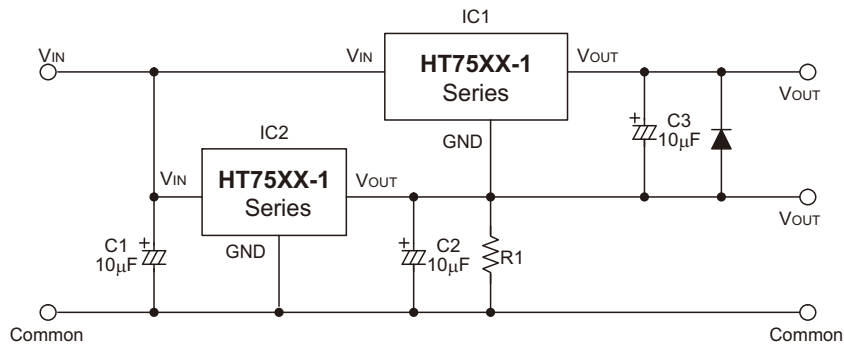 IC1
VIN
VIN
HT75XX-1
Series
VOUT
VOUT
GND
C3
10μF
IC2
VIN
HT75XX-1
Series
VOUT
VOUT
GND
C1
10μF
C2
10μF
R1
Common
Common